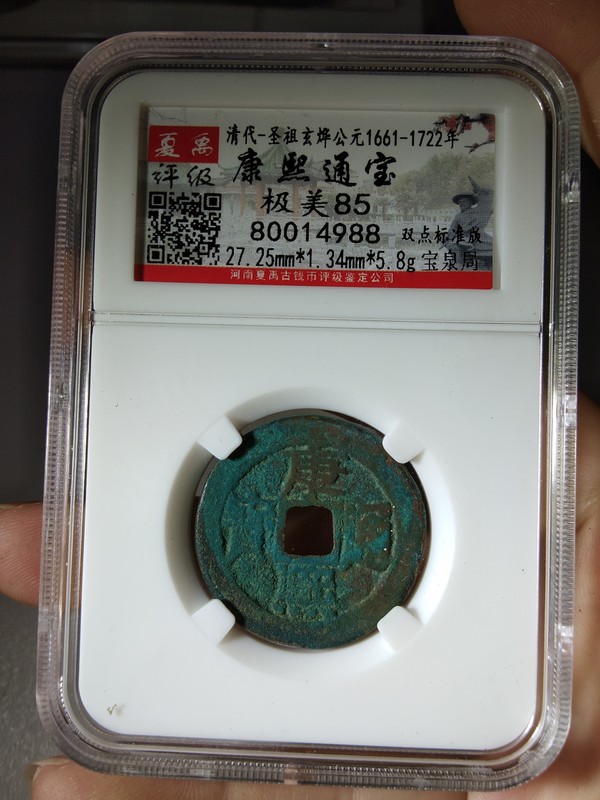 夏禹
评级
清代-圣祖玄烨公元1661-1722年
康熙通宝
极美85
80014988 双点标准版
27.25mm*1.34mm*5.8g 宝泉局
河南夏禹古钱币评级鉴定公司
康熙通